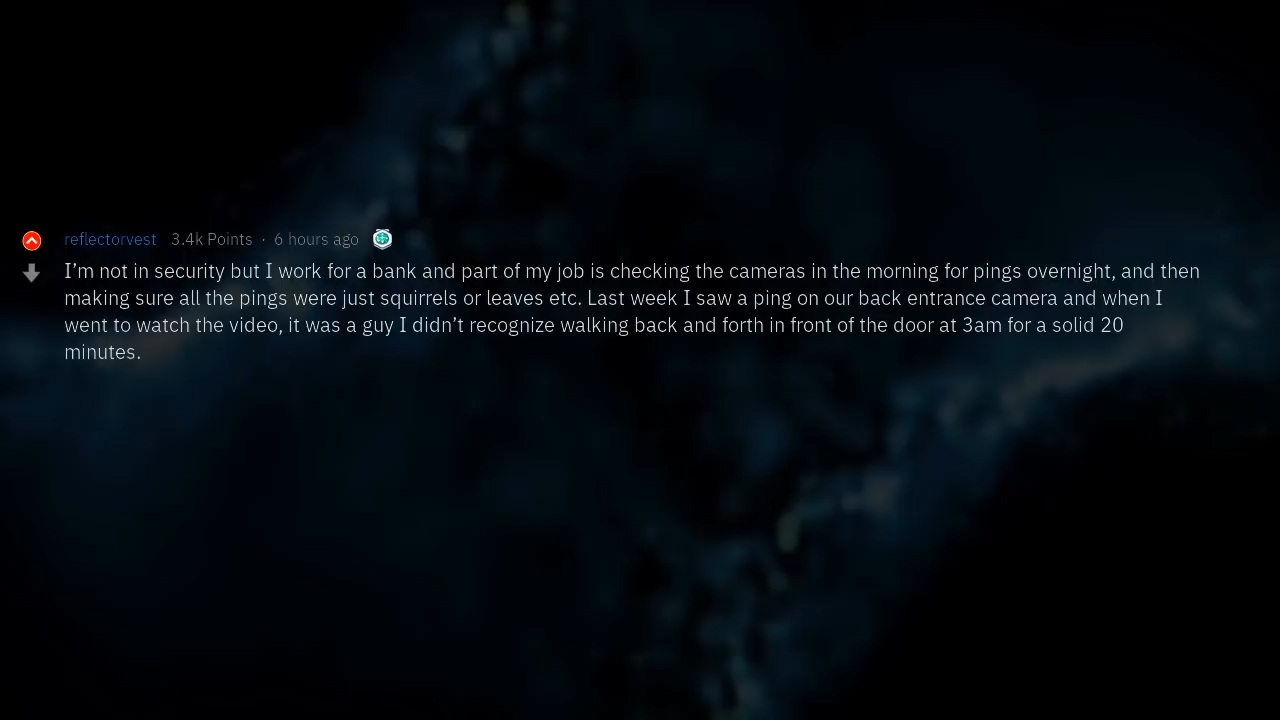 reflectorvest 3.4k Points · 6 hours ago
I’m not in security but I work for a bank and part of my job is checking the cameras in the morning for pings overnight, and then
making sure all the pings were just squirrels or leaves etc. Last week I saw a ping on our back entrance camera and when I
went to watch the video, it was a guy I didn’t recognize walking back and forth in front of the door at 3am for a solid 20
minutes.